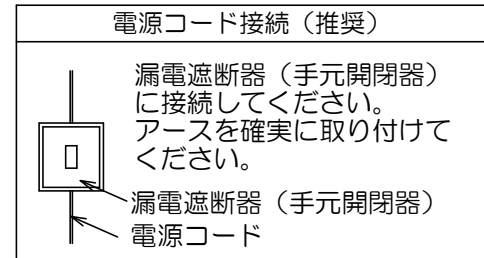 電源コード接続（推奨）
漏電遮断器（手元開閉器）
に接続してください。
アースを確実に取り付けて
ください。
漏電遮断器（手元開閉器）
電源コード